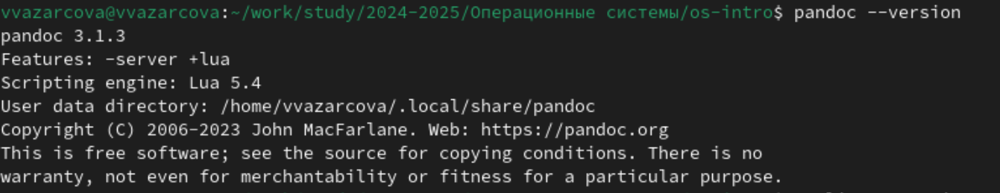 vvazarcova@vvazarcova:~/work/study/2024-2025/Операционные системы/os-intro$ pandoc --version
pandoc 3.1.3
Features: -server +lua
Scripting engine: Lua 5.4
User data directory: /home/vvazarcova/.local/share/pandoc
Copyright (C) 2006-2023 John MacFarlane. Web: https://pandoc.org
This is free software; see the source for copying conditions. There is no
warranty, not even for merchantability or fitness for a particular purpose.